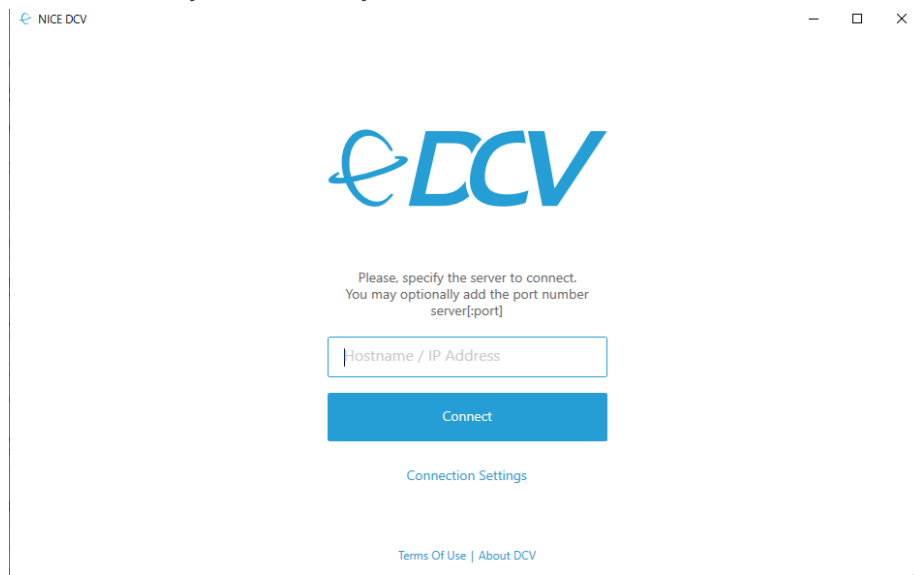 NICE DCV
DCV
Please, specify the server to connect.
You may optionally add the port number
server[:port]
Hostname / IP Address
Connect
Connection Settings
Terms Of Use | About DCV